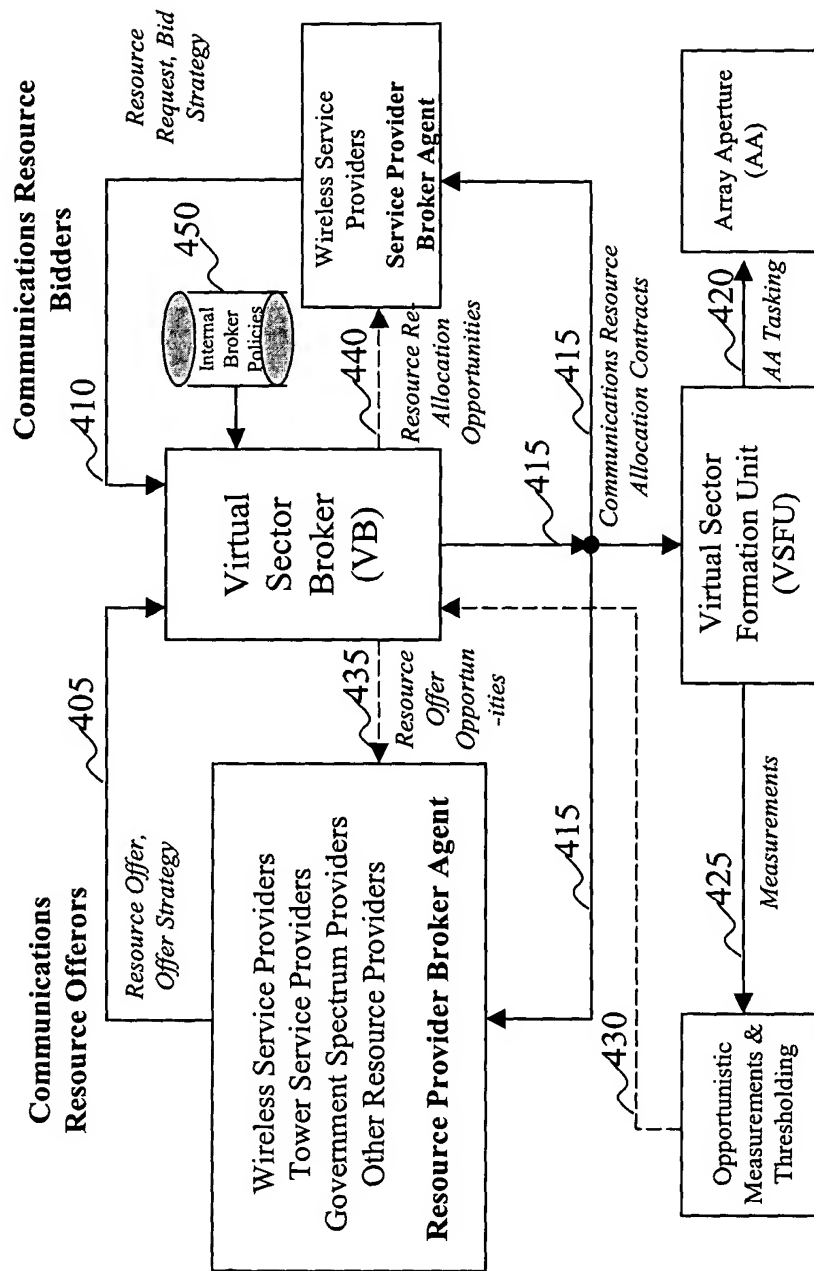 Communications
Resource Offerors
Communications Resource
Bidders
405
410
Resource Offer,
Offer Strategy
Resource
Request, Bid
Strategy
450
Internal
Broker
Policies
Wireless Service Providers
Tower Service Providers
Government Spectrum Providers
Other Resource Providers
Resource Provider Broker Agent
435
Resource
Offer
Opportun
-ities
Virtual
Sector
Broker
(VB)
440
Resource Re-
Allocation
Opportunities
Wireless Service
Providers
Service Provider
Broker Agent
415
415
415
Communications Resource
Allocation Contracts
430
Opportunistic
Measurements &
Thresholding
425
Measurements
Virtual Sector
Formation Unit
(VSFU)
420
AA Tasking
Array Aperture
(AA)